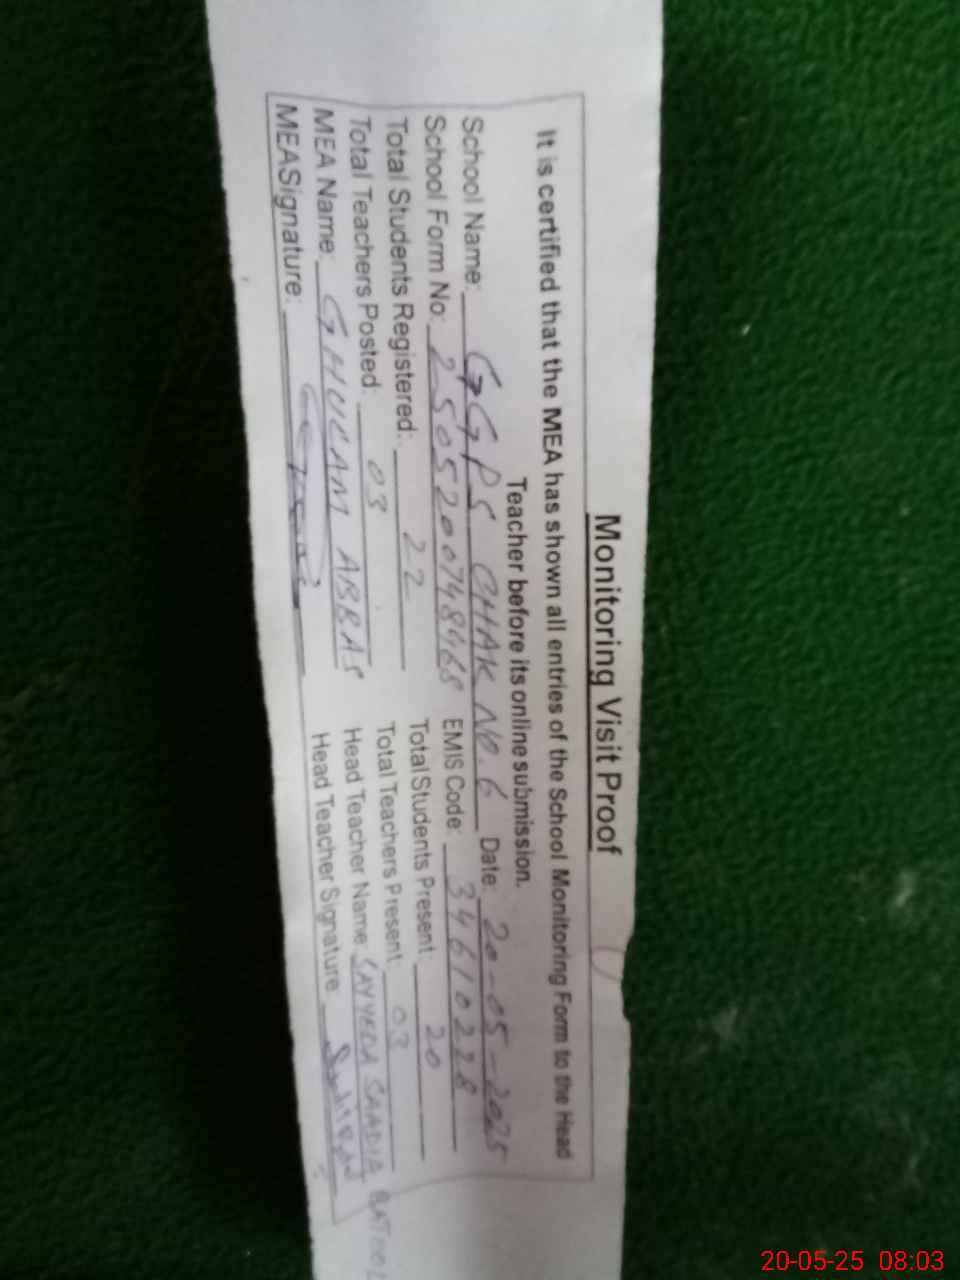 Monitoring Visit Proof
It is certified that the MEA has shown all entries of the School Monitoring Form to the Head
Teacher before its online submission.
School Name: GGPS CHAK NO. 6 Date: 20-05-2025
School Form No: 2505200748468 EMIS Code: 34610228
Total Students Registered: 22 Total Students Present: 20
Total Teachers Posted: 03 Total Teachers Present: 03
MEA Name: GHULAM ABBAS Head Teacher Name SAYYEDA SAADIA BATOOL
MEASignature: Head Teacher Signature
20-05-25 08:03